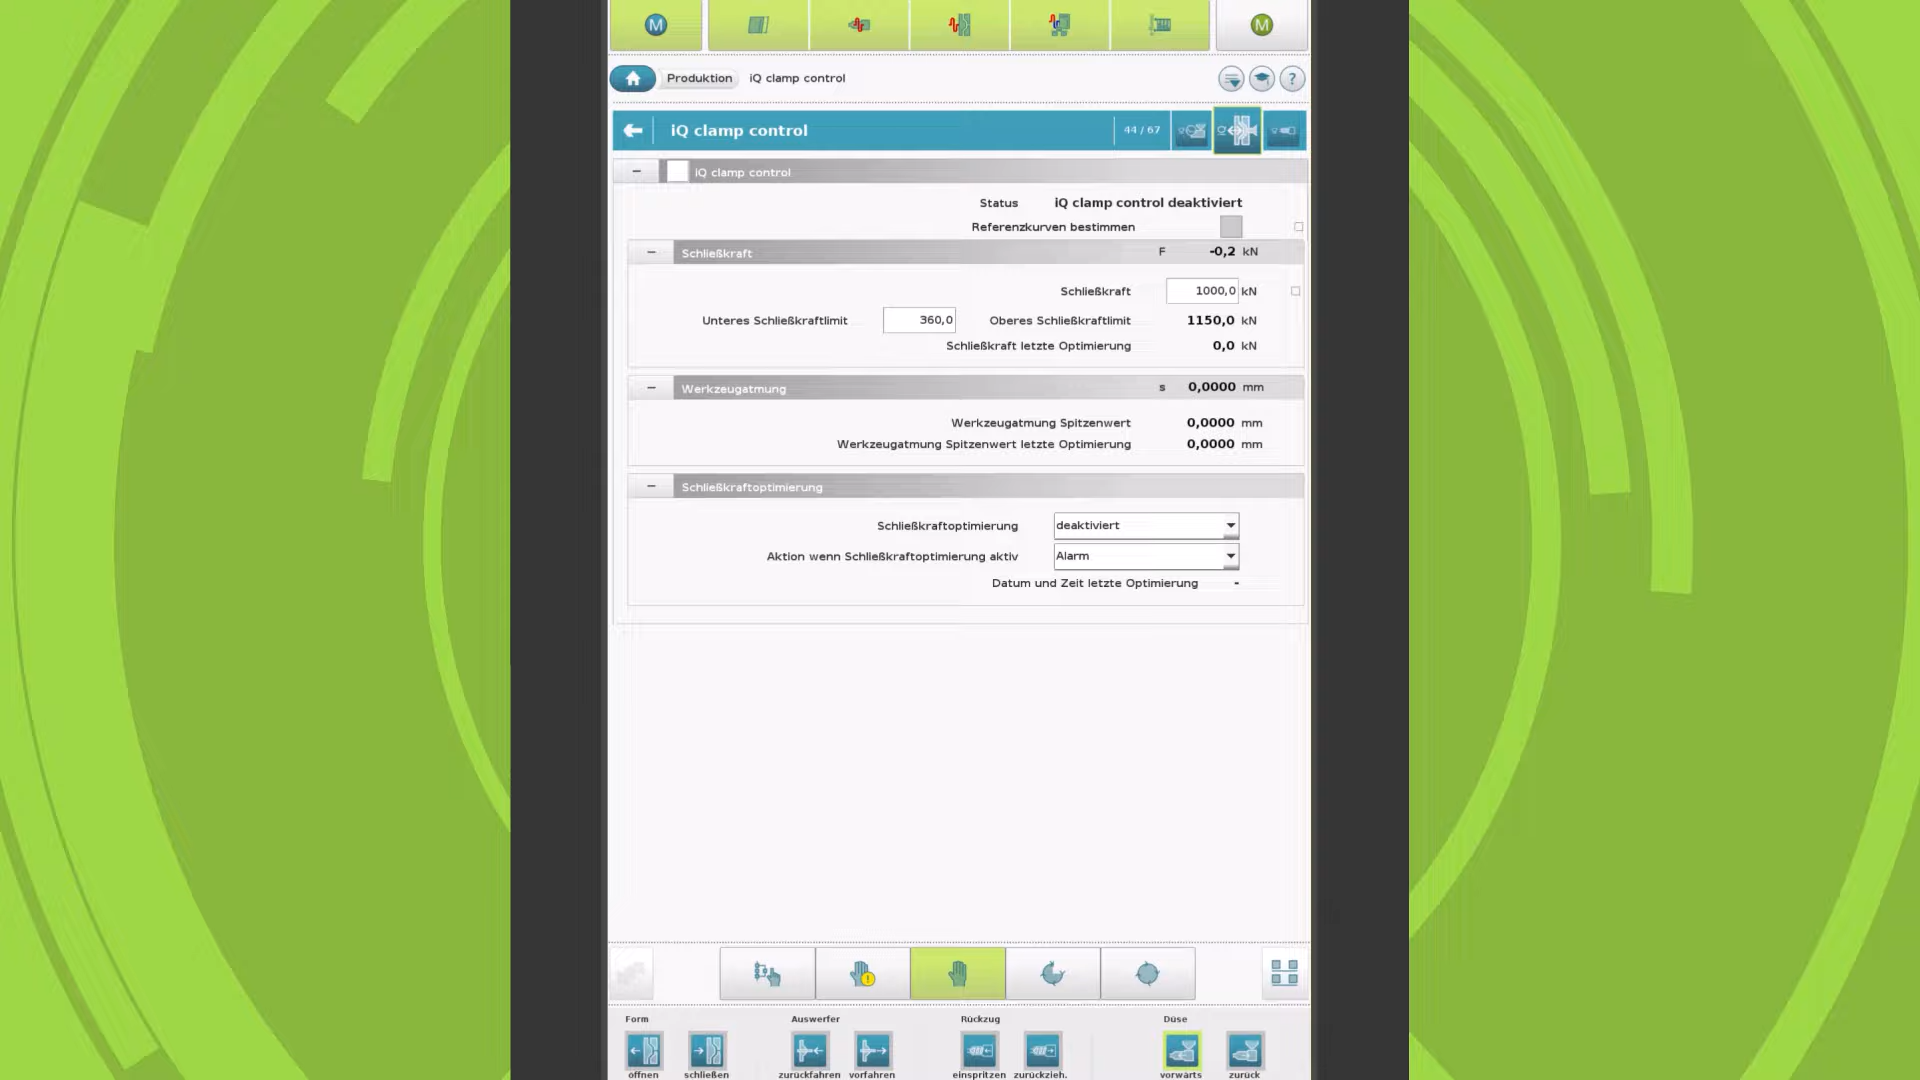 M
M
Produktion iQ clamp control
?
iQ clamp control 44 / 67
− iQ clamp control
Status iQ clamp control deaktiviert
Referenzkurven bestimmen
− Schließkraft F -0,2 kN
Schließkraft 1000,0 kN
Unteres Schließkraftlimit 360,0 Oberes Schließkraftlimit 1150,0 kN
Schließkraft letzte Optimierung 0,0 kN
− Werkzeugatmung s 0,0000 mm
Werkzeugatmung Spitzenwert 0,0000 mm
Werkzeugatmung Spitzenwert letzte Optimierung 0,0000 mm
− Schließkraftoptimierung
Schließkraftoptimierung deaktiviert
Aktion wenn Schließkraftoptimierung aktiv Alarm
Datum und Zeit letzte Optimierung -
Form Auswerfer Rückzug Düse
öffnen schließen zurückfahren vorfahren einspritzen zurückzieh. vorwärts zurück